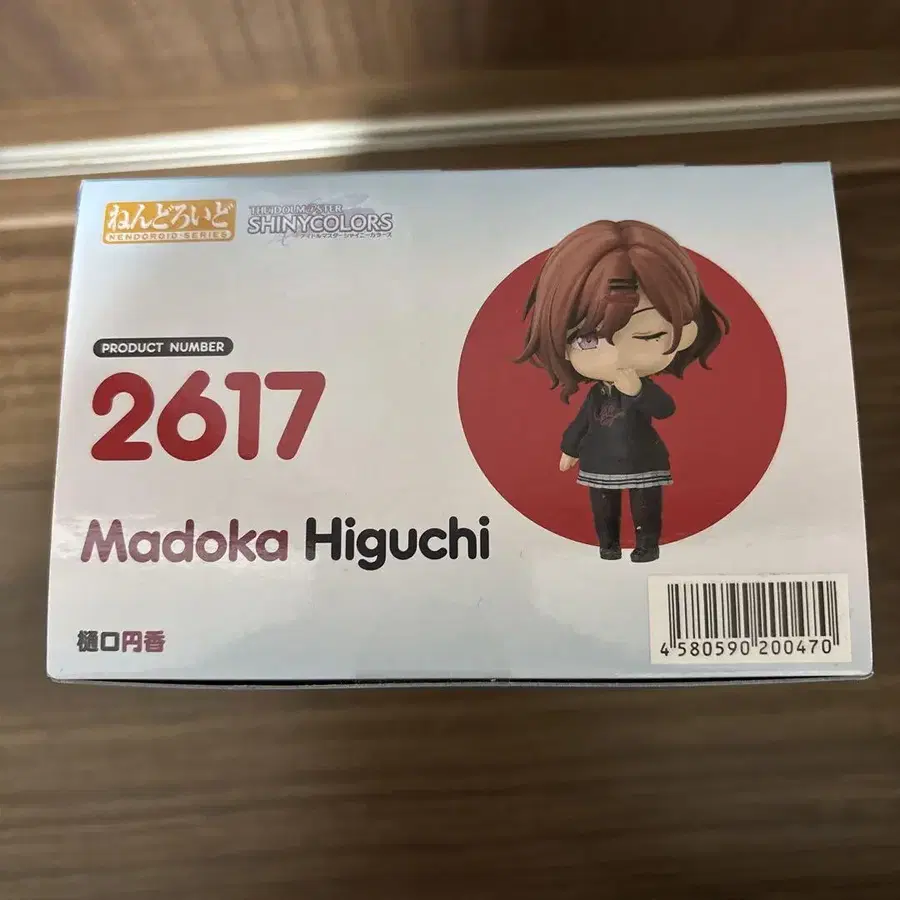 ねんどろいど
NENDOROID SERIES
THE IDOLM@STER
SHINYCOLORS
アイドルマスター シャイニーカラーズ
PRODUCT NUMBER
2617
Madoka Higuchi
樋口円香
4 580590 200470